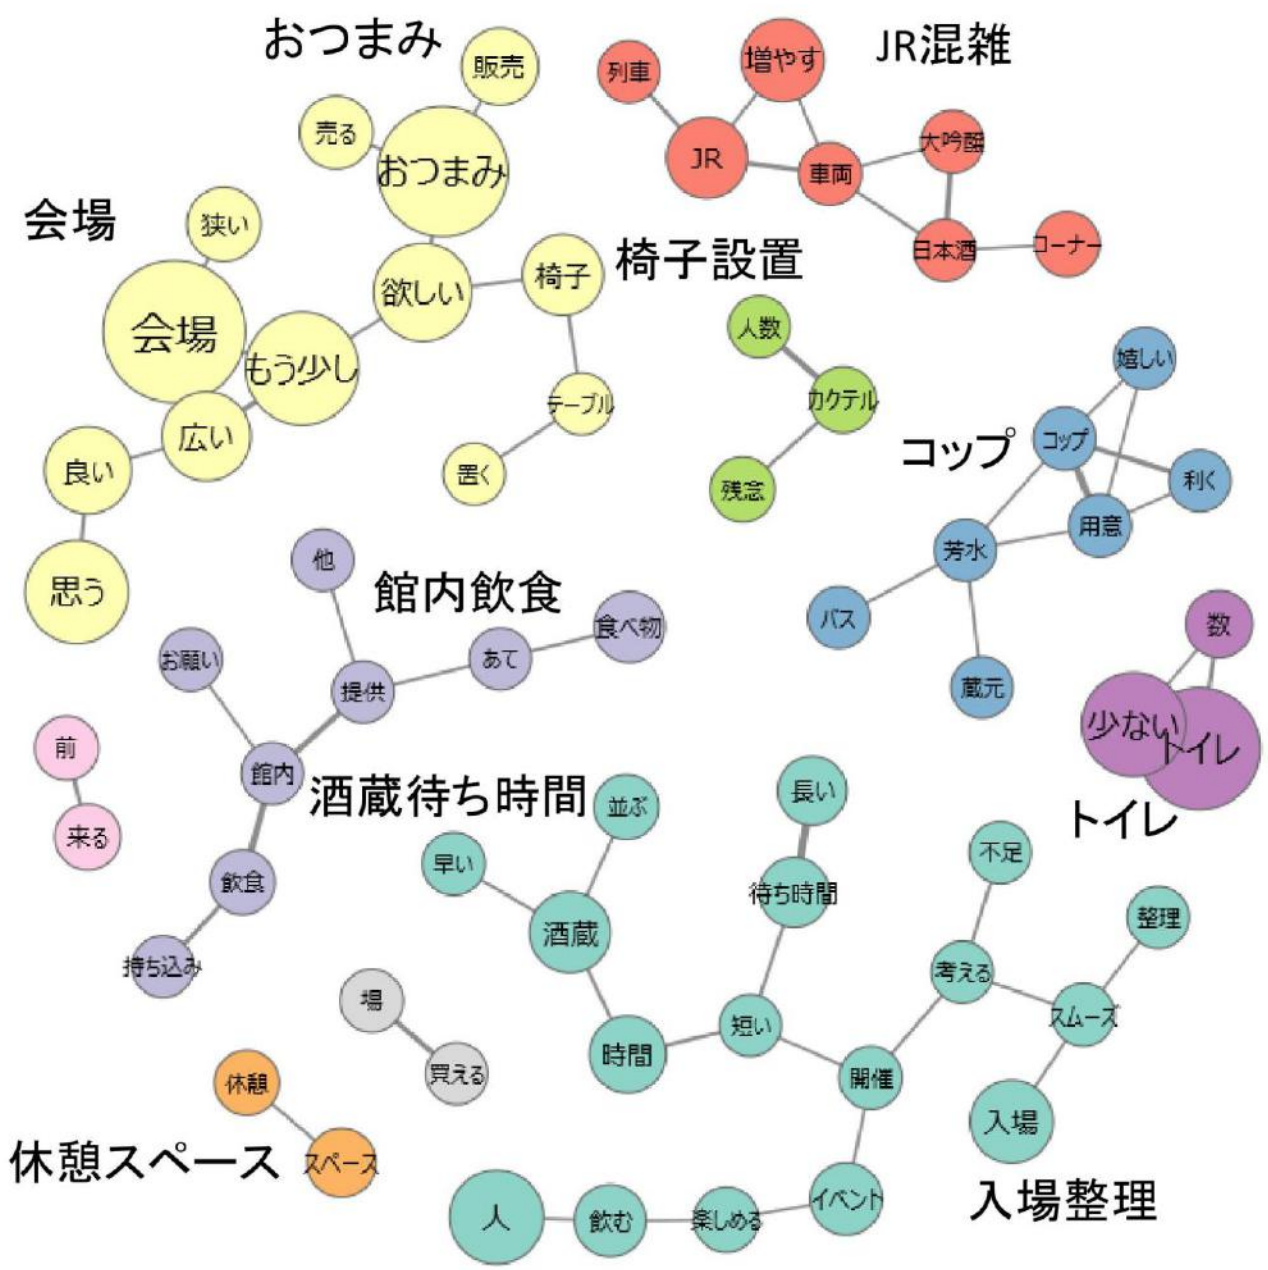 おつまみ
販売
売る
おつまみ
列車
増やす
JR混雑
JR
車両
大吟醸
日本酒
コーナー
会場
狭い
会場
もう少し
欲しい
椅子
椅子設置
広い
良い
思う
テーブル
置く
人数
カクテル
残念
嬉しい
コップ
コップ
利く
用意
芳水
バス
蔵元
他
館内飲食
食べ物
あて
お願い
提供
館内
飲食
持ち込み
数
少ない
トイレ
トイレ
前
来る
酒蔵待ち時間
並ぶ
早い
酒蔵
時間
長い
待ち時間
短い
不足
考える
整理
スムーズ
開催
入場
入場整理
場
買える
休憩
休憩スペース
スペース
人
飲む
楽しめる
イベント